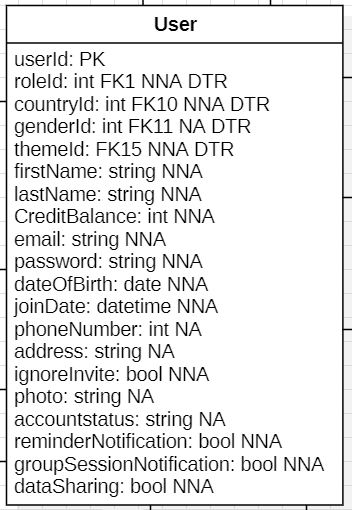 User
userId: PK
roleId: int FK1 NNA DTR
countryId: int FK10 NNA DTR
genderId: int FK11 NA DTR
themeId: FK15 NNA DTR
firstName: string NNA
lastName: string NNA
CreditBalance: int NNA
email: string NNA
password: string NNA
dateOfBirth: date NNA
joinDate: datetime NNA
phoneNumber: int NA
address: string NA
ignoreInvite: bool NNA
photo: string NA
accountstatus: string NA
reminderNotification: bool NNA
groupSessionNotification: bool NNA
dataSharing: bool NNA